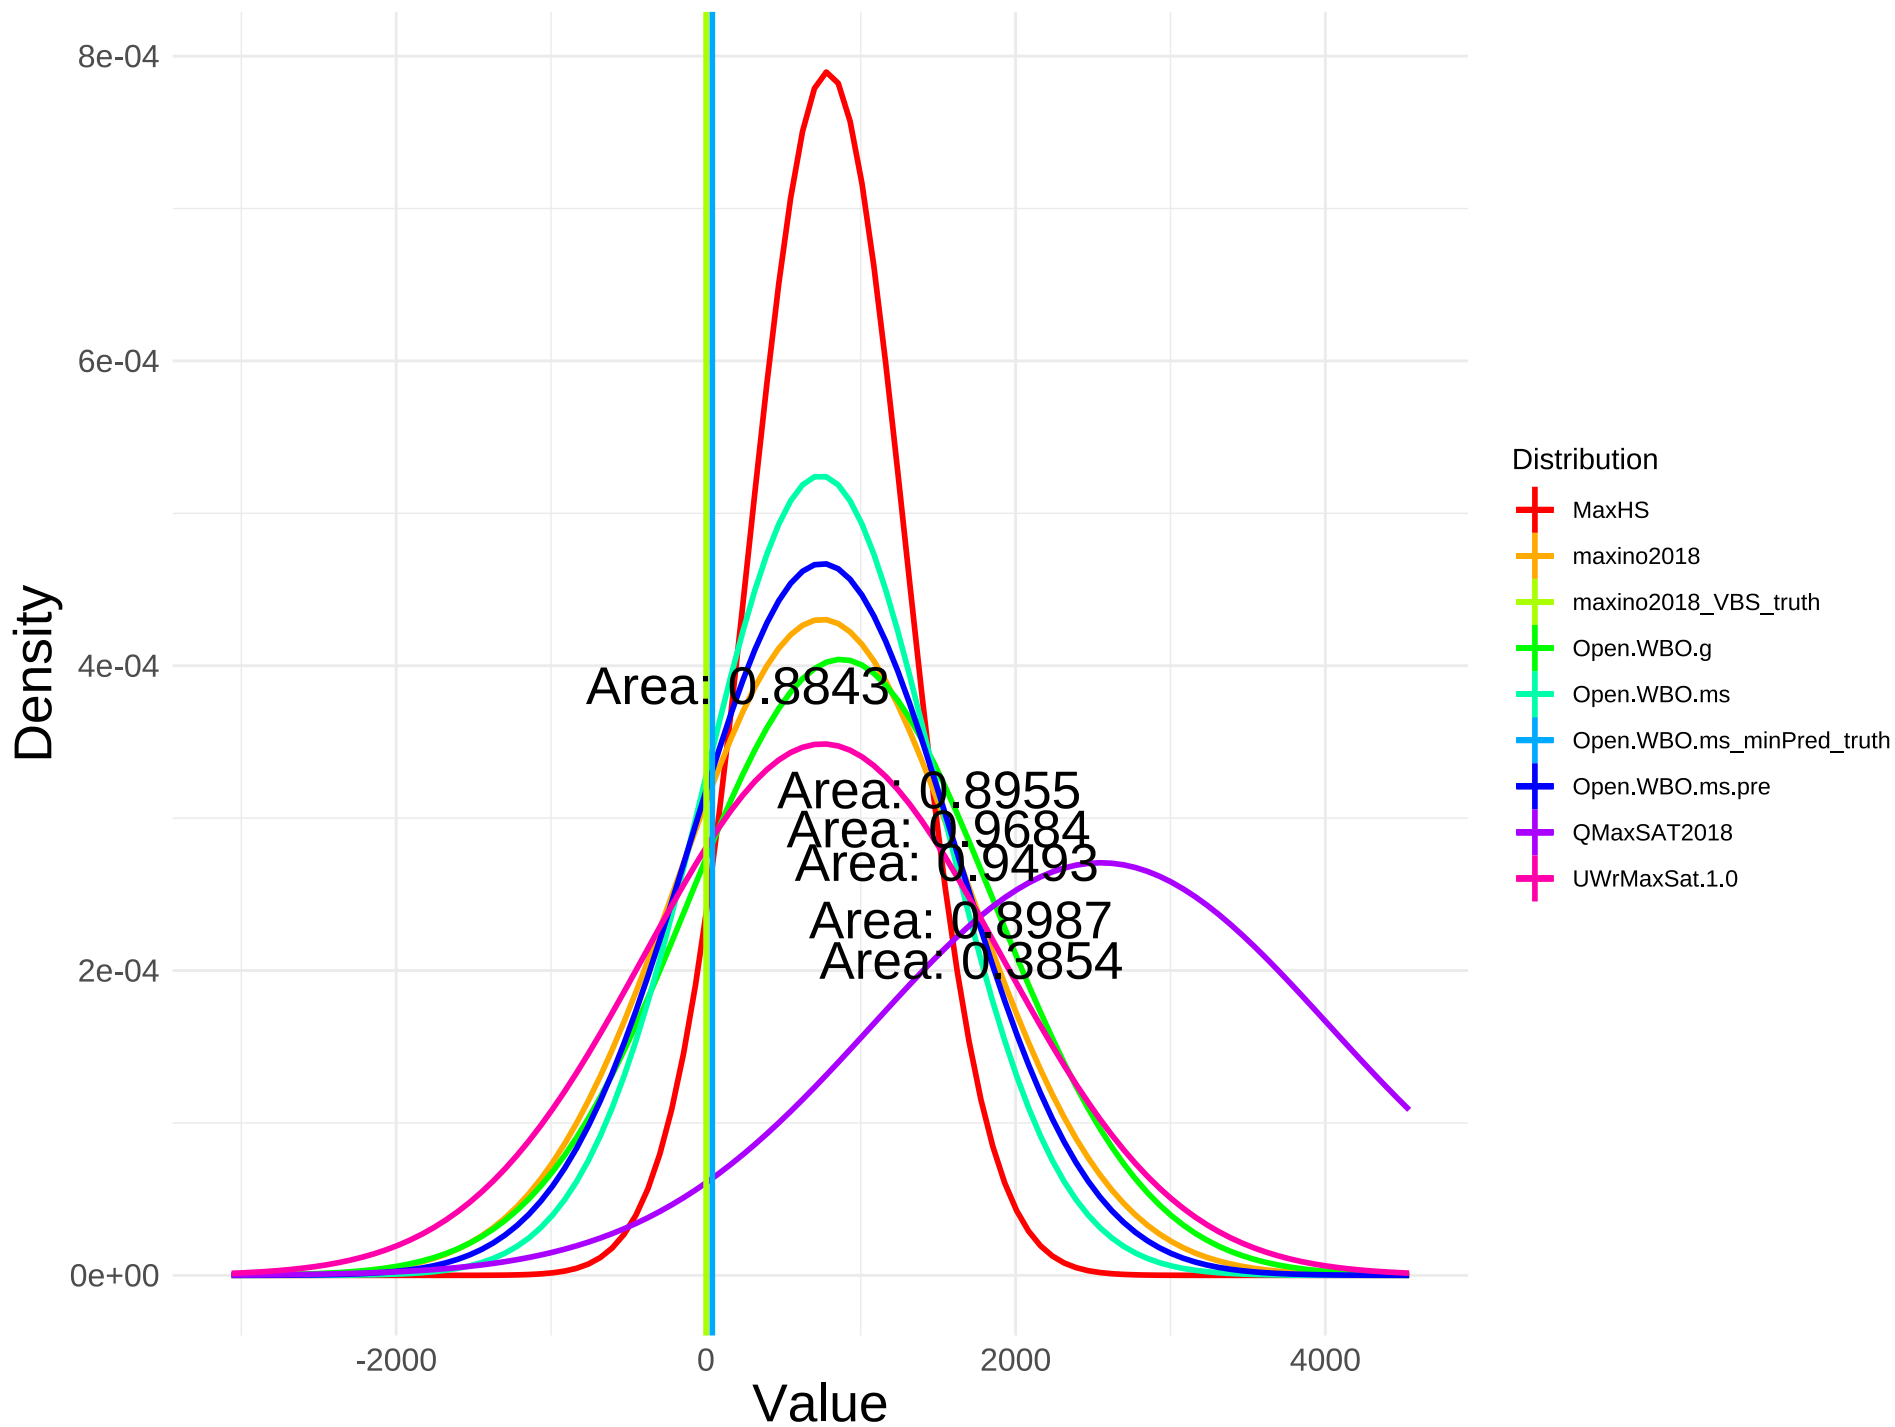 8e-04
6e-04
4e-04
2e-04
0e+00
Density
Area: 0.8843
Area: 0.8955
Area: 0.9684
Area: 0.9493
Area: 0.8987
Area: 0.3854
-2000
0
2000
4000
Value
Distribution
MaxHS
maxino2018
maxino2018_VBS_truth
Open.WBO.g
Open.WBO.ms
Open.WBO.ms_minPred_truth
Open.WBO.ms.pre
QMaxSAT2018
UWrMaxSat.1.0